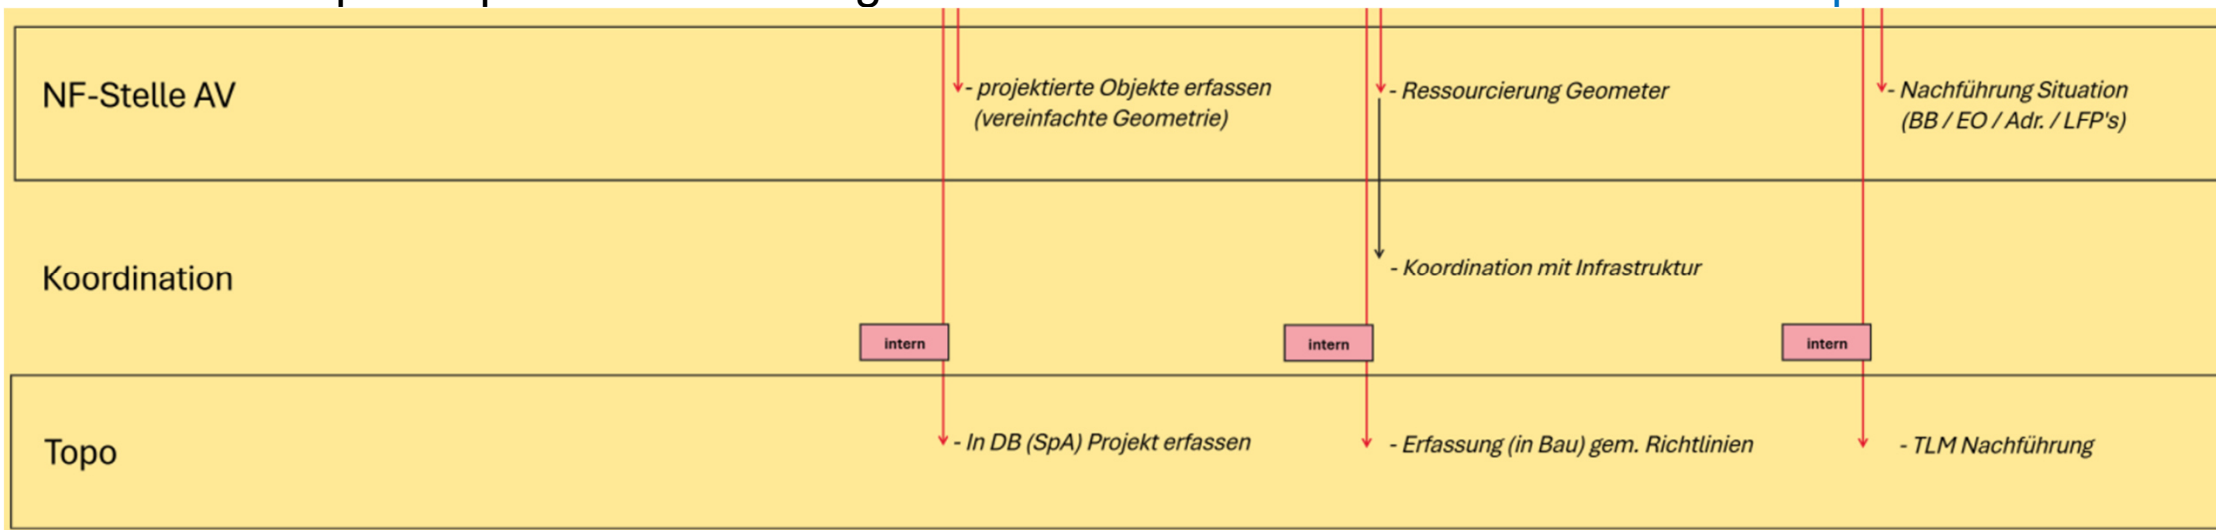 NF-Stelle AV
- projektierte Objekte erfassen
(vereinfachte Geometrie)
- Ressourcierung Geometer
- Nachführung Situation
(BB / EO / Adr. / LFP's)
Koordination
- Koordination mit Infrastruktur
intern
intern
intern
Topo
- In DB (SpA) Projekt erfassen
- Erfassung (in Bau) gem. Richtlinien
- TLM Nachführung